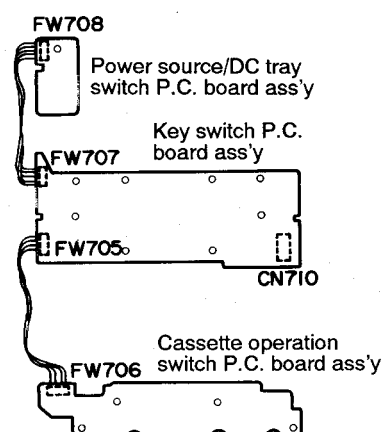 FW708
Power source/DC tray
switch P.C. board ass'y
Key switch P.C.
board ass'y
FW707
FW705
CN710
Cassette operation
switch P.C. board ass'y
FW706